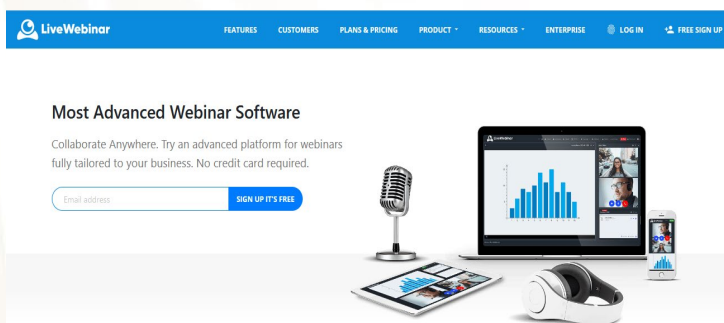 LiveWebinar
FEATURES CUSTOMERS PLANS & PRICING PRODUCT RESOURCES ENTERPRISE LOG IN FREE SIGN UP
Most Advanced Webinar Software
Collaborate Anywhere. Try an advanced platform for webinars
fully tailored to your business. No credit card required.
Email address SIGN UP IT'S FREE
LiveWebinar